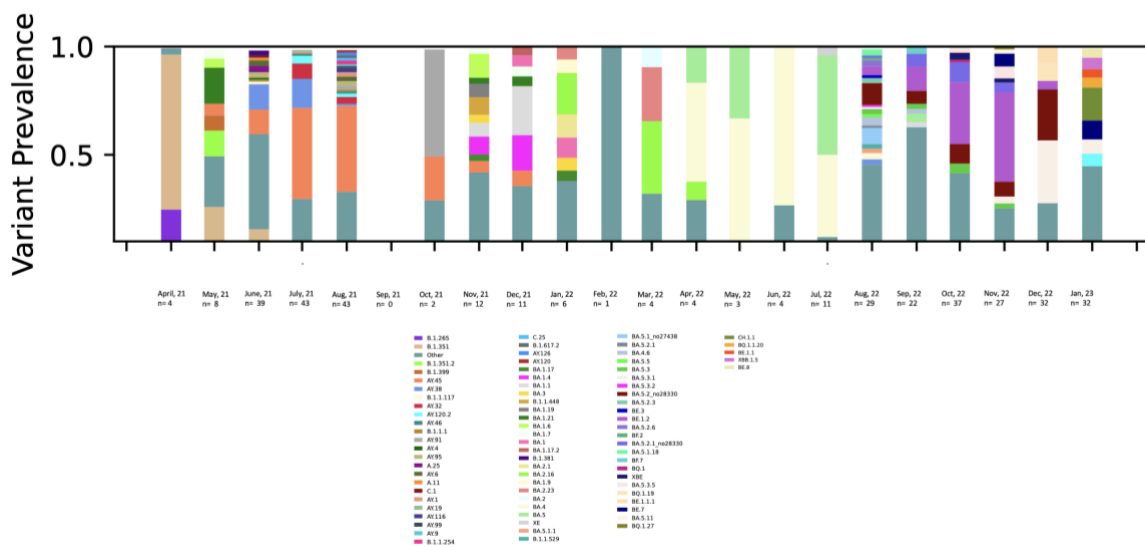 Variant Prevalence
1.0
0.5
April, 21 May, 21 June, 21 July, 21 Aug, 21 Sep, 21 Oct, 21 Nov, 21 Dec, 21 Jan, 22 Feb, 22 Mar, 22 Apr, 22 May, 22 Jun, 22 Jul, 22 Aug, 22 Sep, 22 Oct, 22 Nov, 22 Dec, 22 Jan, 23
n= 4 n= 8 n= 39 n= 43 n= 43 n= 0 n= 2 n= 12 n= 11 n= 6 n= 1 n= 4 n= 4 n= 3 n= 4 n= 11 n= 29 n= 22 n= 37 n= 27 n= 32 n= 32
B.1.265
B.1.351
Other
B.1.351.2
B.1.399
AY.45
AY.38
B.1.1.117
AY.32
AY.120.2
AY.46
B.1.1.1
AY.91
AY.4
AY.95
A.25
AY.6
A.11
C.1
AY.1
AY.19
AY.116
AY.99
AY.9
B.1.1.254
C.25
B.1.617.2
AY.126
AY.120
BA.1.17
BA.1.4
BA.1.1
BA.3
B.1.1.448
BA.1.19
BA.1.21
BA.1.6
BA.1.7
BA.1
BA.1.17.2
B.1.381
BA.2.1
BA.2.16
BA.1.9
BA.2.23
BA.2
BA.4
BA.5
XE
BA.5.1.1
B.1.1.529
BA.5.1_no27438
BA.5.2.1
BA.4.6
BA.5.5
BA.5.3
BA.5.3.1
BA.5.3.2
BA.5.2_no28330
BA.5.2.3
BE.3
BE.1.2
BA.5.2.6
BF.2
BA.5.2.1_no28330
BA.5.1.18
BF.7
BQ.1
XBE
BA.5.3.5
BQ.1.19
BE.1.1.1
BE.7
BA.5.11
BQ.1.27
CH.1.1
BQ.1.1.20
BE.1.1
XBB.1.5
BE.8